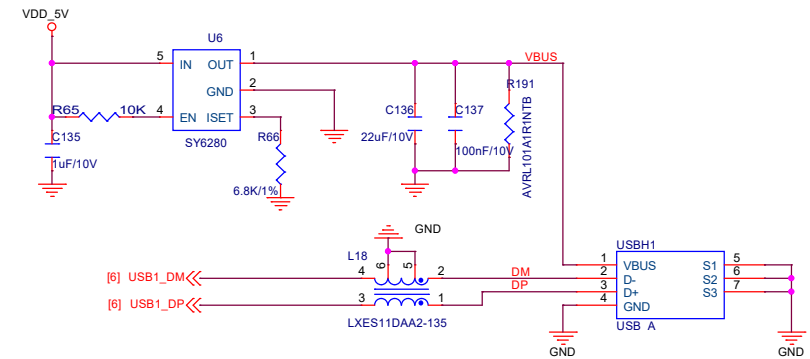 VDD_5V
U6
5 IN OUT 1 VBUS
GND 2
R65 10K 4 EN ISET 3
SY6280
C135
1uF/10V
R66
6.8K/1%
C136
22uF/10V
C137
100nF/10V
R191
AVRL101A1R1NTB
GND
L18
6 5
[6] USB1_DM 4 2 DM
[6] USB1_DP 3 1 DP
LXES11DAA2-135
USBH1
1 VBUS S1 5
2 D- S2 6
3 D+ S3 7
4 GND
USB A
GND
GND